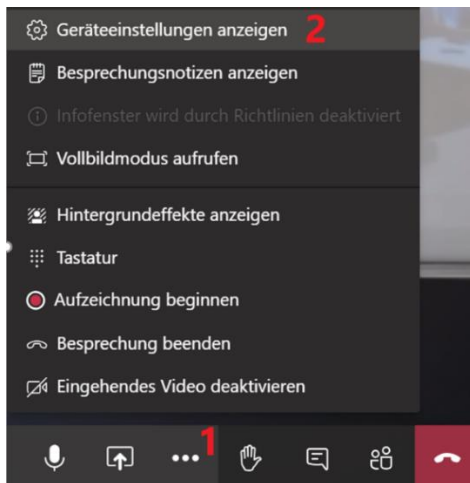 Geräteeinstellungen anzeigen 2
Besprechungsnotizen anzeigen
Infofenster wird durch Richtlinien deaktiviert
Vollbildmodus aufrufen
Hintergrundeffekte anzeigen
Tastatur
Aufzeichnung beginnen
Besprechung beenden
Eingehendes Video deaktivieren
1